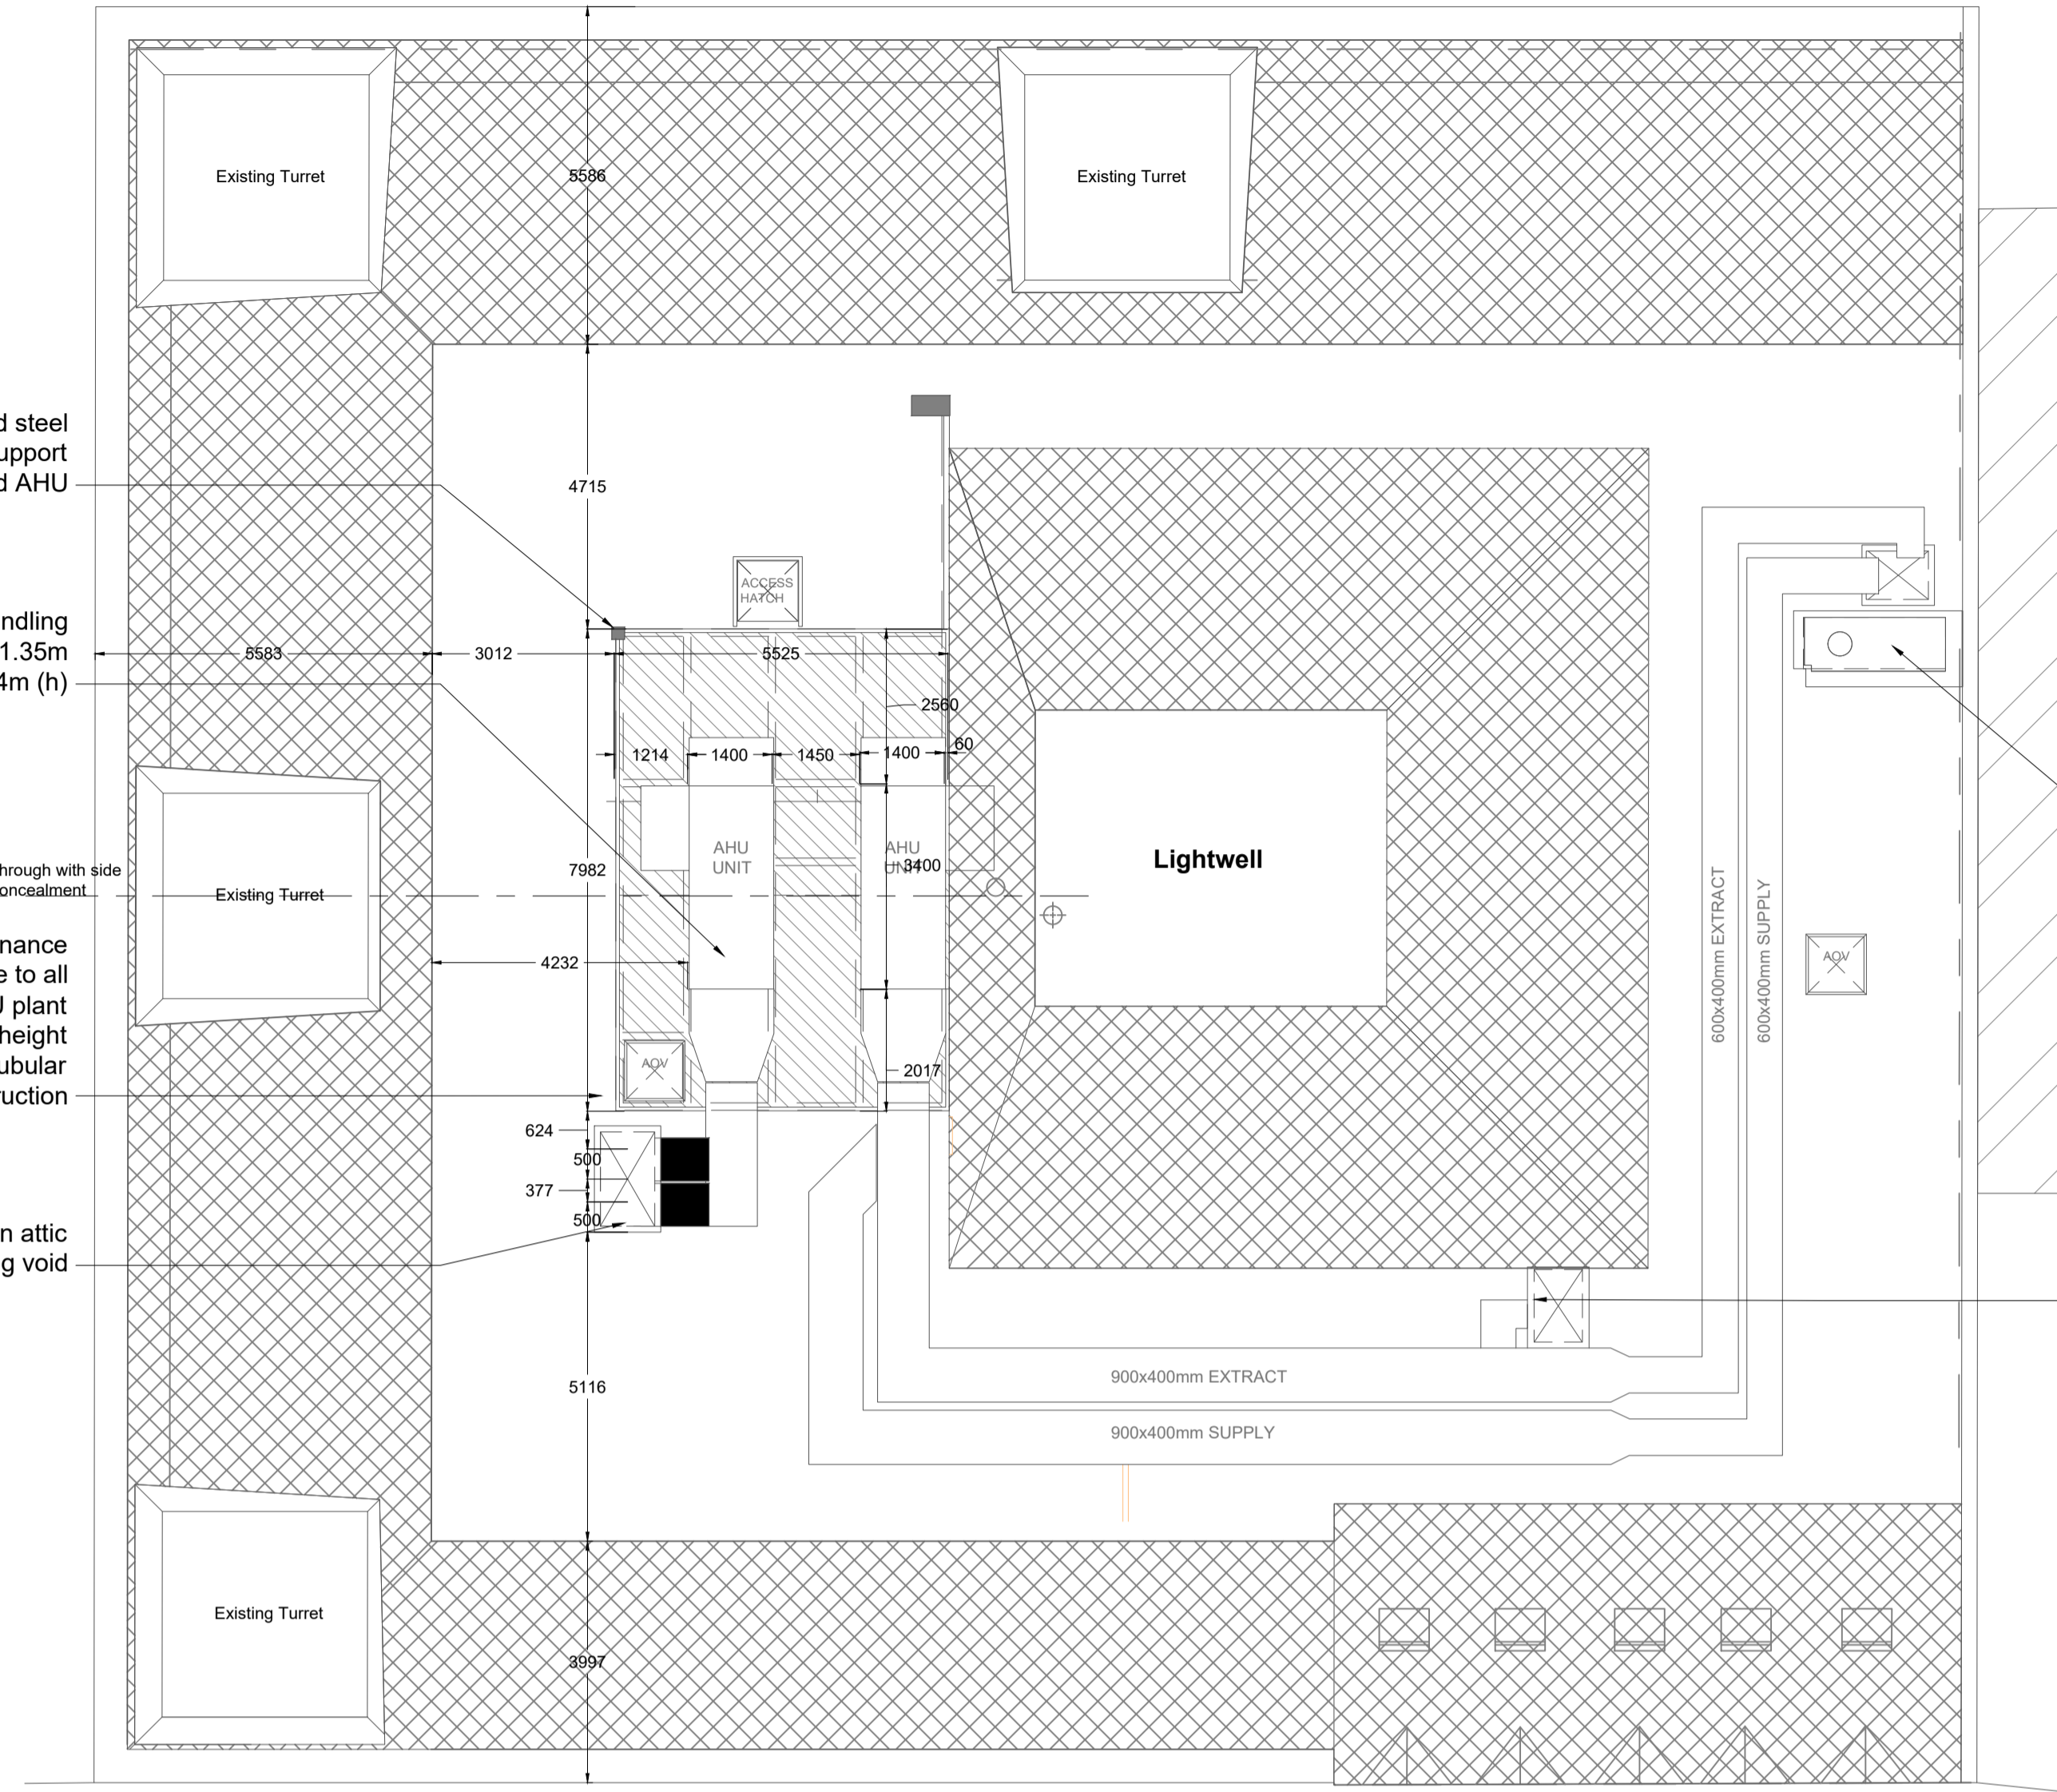 Existing Turret
Existing Turret
5586
d steel
upport
d AHU
4715
ACCESS
HATCH
ndling
1.35m
4m (h)
5583
3012
5525
2560
1214
1400
1450
1400
60
AHU
UNIT
AHU
UNIT
3400
Lightwell
7982
hrough with side
oncealment
Existing Turret
600x400mm EXTRACT
600x400mm SUPPLY
AOV
nance
e to all
U plant
height
ubular
ruction
4232
AOV
2017
624
500
377
500
n attic
g void
5116
900x400mm EXTRACT
900x400mm SUPPLY
Existing Turret
3997